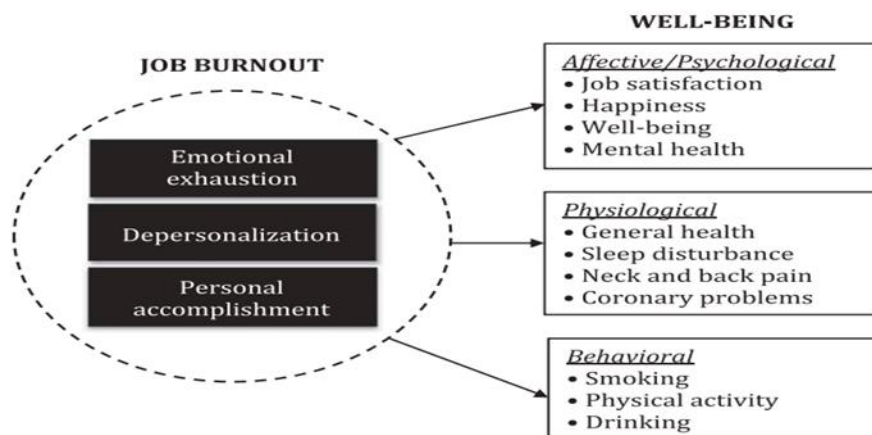 JOB BURNOUT
Emotional
exhaustion
Depersonalization
Personal
accomplishment
WELL-BEING
Affective/Psychological
• Job satisfaction
• Happiness
• Well-being
• Mental health
Physiological
• General health
• Sleep disturbance
• Neck and back pain
• Coronary problems
Behavioral
• Smoking
• Physical activity
• Drinking